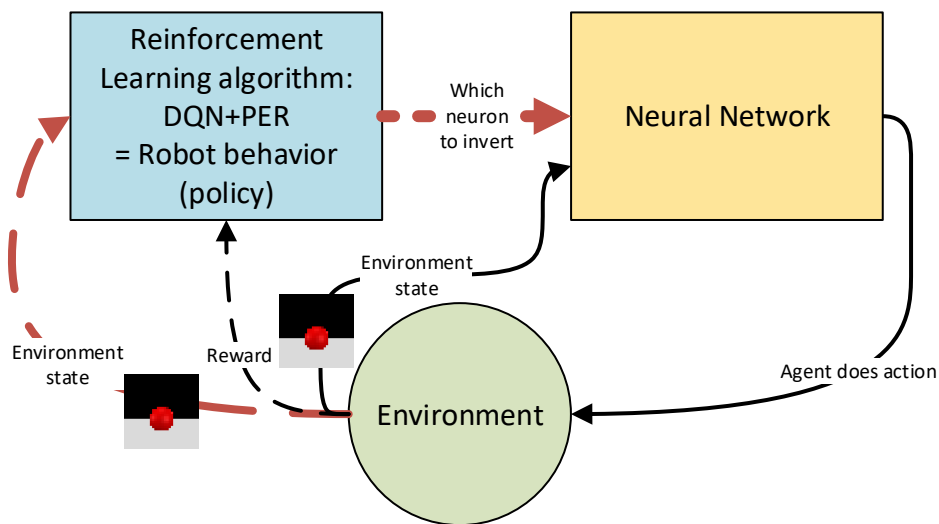 Reinforcement
Learning algorithm:
DQN+PER
= Robot behavior
(policy)
Which
neuron
to invert
Neural Network
Environment
state
Environment
state
Reward
Agent does action
Environment